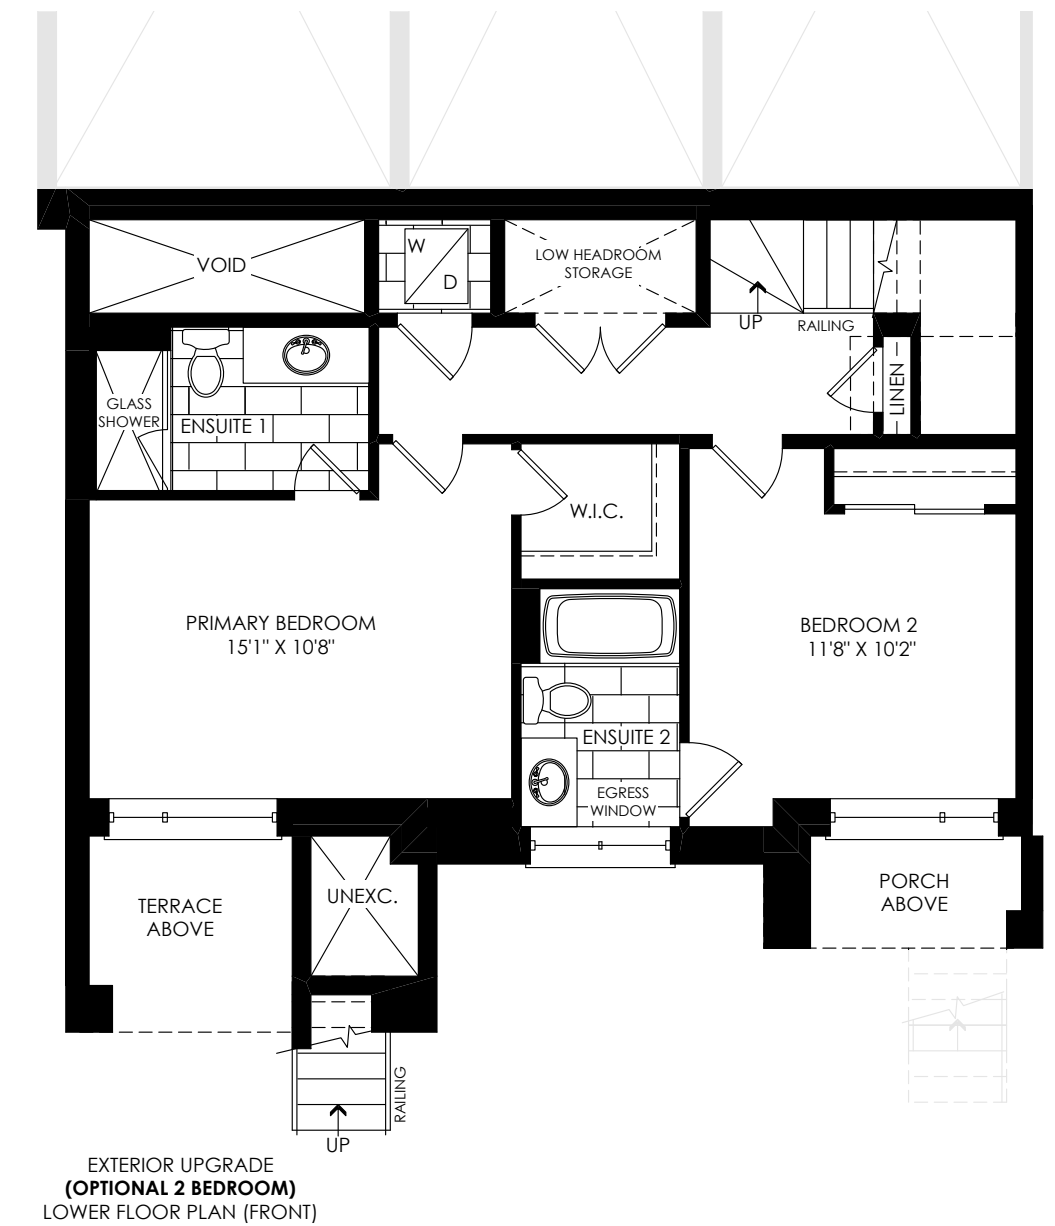 VOID
W
D
LOW HEADROOM
STORAGE
UP
RAILING
LINEN
GLASS
SHOWER
ENSUITE 1
W.I.C.
PRIMARY BEDROOM
15'1" X 10'8"
BEDROOM 2
11'8" X 10'2"
ENSUITE 2
EGRESS
WINDOW
TERRACE
ABOVE
UNEXC.
PORCH
ABOVE
RAILING
UP
EXTERIOR UPGRADE
(OPTIONAL 2 BEDROOM)
LOWER FLOOR PLAN (FRONT)